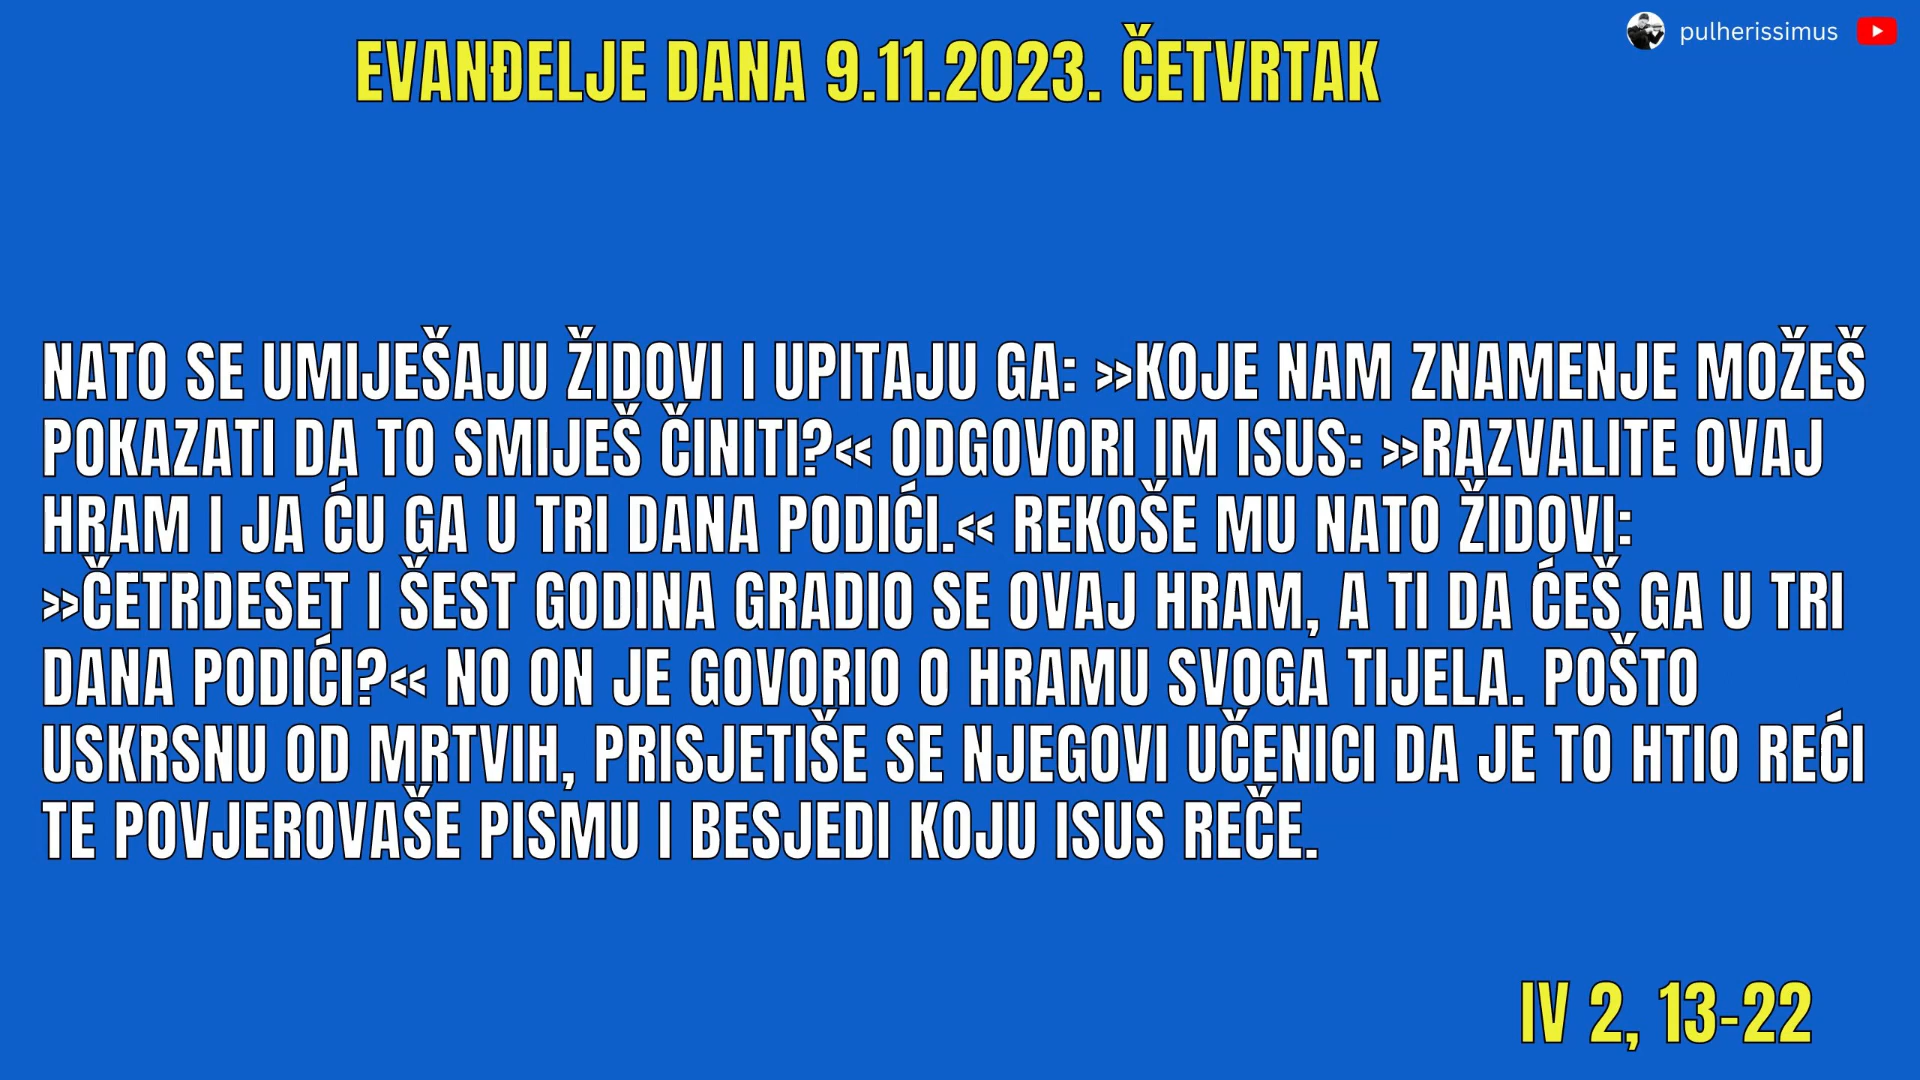 pulherissimus
EVANĐELJE DANA 9.11.2023. ČETVRTAK
NATO SE UMIJEŠAJU ŽIDOVI I UPITAJU GA: »KOJE NAM ZNAMENJE MOŽEŠ
POKAZATI DA TO SMIJEŠ ČINITI?« ODGOVORI IM ISUS: »RAZVALITE OVAJ
HRAM I JA ĆU GA U TRI DANA PODIĆI.« REKOŠE MU NATO ŽIDOVI:
»ČETRDESET I ŠEST GODINA GRADIO SE OVAJ HRAM, A TI DA ĆEŠ GA U TRI
DANA PODIĆI?« NO ON JE GOVORIO O HRAMU SVOGA TIJELA. POŠTO
USKRSNU OD MRTVIH, PRISJETIŠE SE NJEGOVI UČENICI DA JE TO HTIO REĆI
TE POVJEROVAŠE PISMU I BESJEDI KOJU ISUS REČE.
IV 2, 13-22